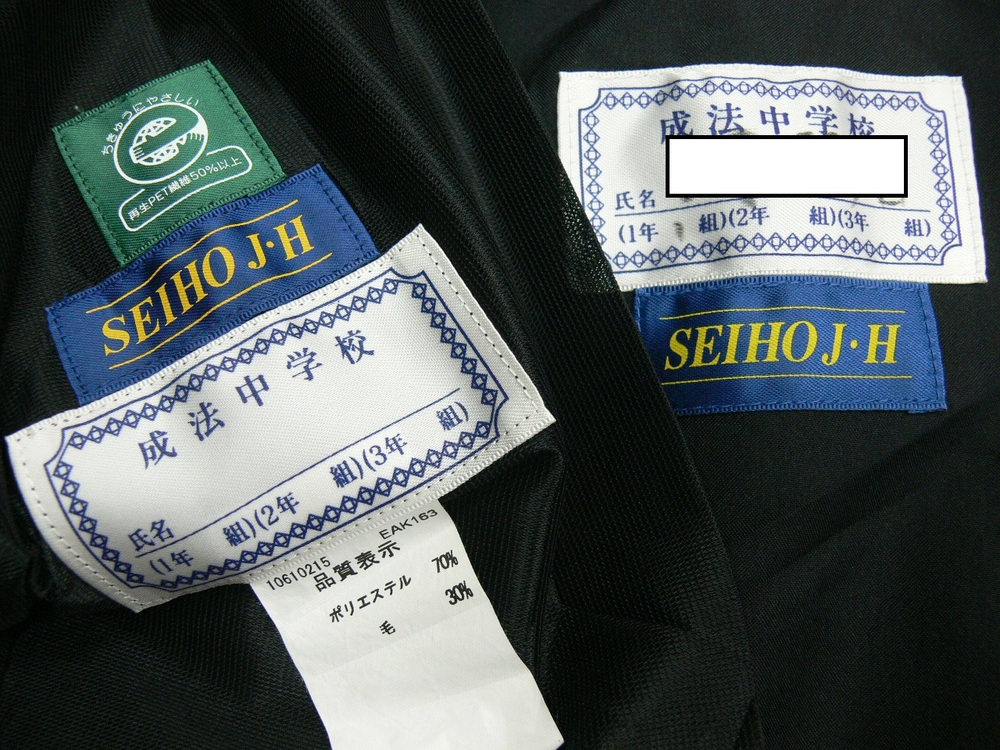 ちきゅうにやさしい
再生PET繊維50%以上
SEIHO J·H
成法中学校
氏名
(1年 組)(2年 組)(3年 組)
10610215 EAK163
品質表示
ポリエステル 70%
毛 30%
成法中学校
氏名
(1年 1 組)(2年 組)(3年 組)
SEIHO J·H